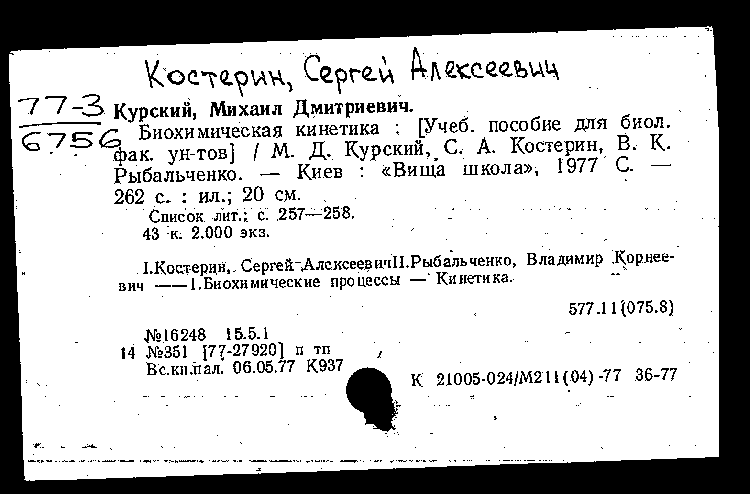 Костерин, Сергей Алексеевич
77-3
6756
Курский, Михаил Дмитриевич.
Биохимическая кинетика : [Учеб. пособие для биол.
фак. ун-тов] / М. Д. Курский, С. А. Костерин, В. К.
Рыбальченко. — Киев : «Вища школа», 1977 С. —
262 с. : ил.; 20 см.
Список лит.: с. 257—258.
43 к. 2.000 экз.
I.Костерин, Сергей Алексеевич II.Рыбальченко, Владимир Корнее-
вич —— 1.Биохимические процессы — Кинетика.
577.11(075.8)
№16248 15.5.1
14 №351 [77-27920] п тп
Вс.кн.пал. 06.05.77 К937
К 21005-024/М211(04)-77 36-77